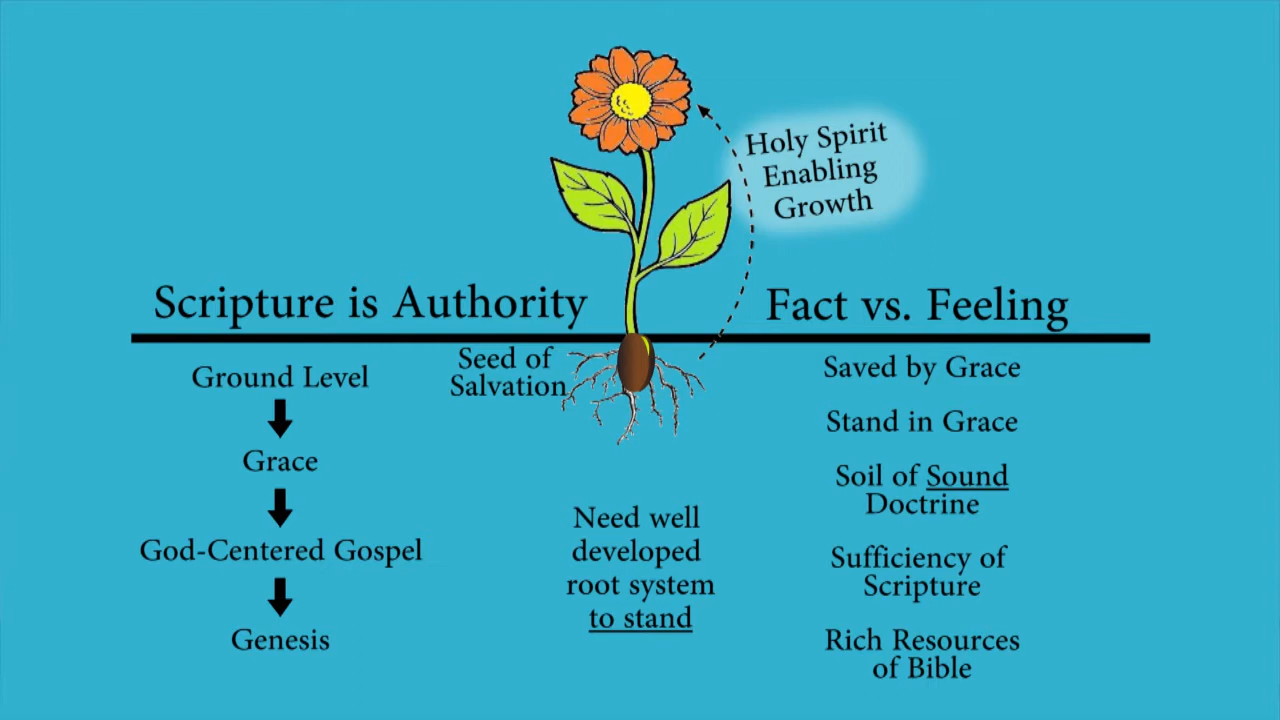 Holy Spirit
Enabling
Growth
Scripture is Authority
Fact vs. Feeling
Ground Level
Grace
God-Centered Gospel
Genesis
Seed of
Salvation
Need well
developed
root system
to stand
Saved by Grace
Stand in Grace
Soil of Sound
Doctrine
Sufficiency of
Scripture
Rich Resources
of Bible